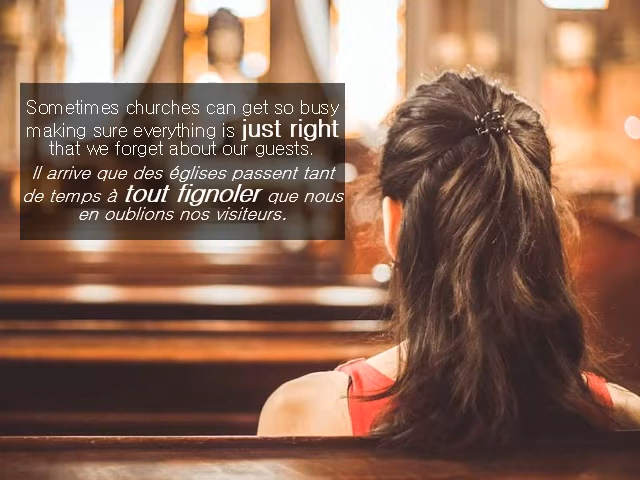 Sometimes churches can get so busy
making sure everything is just right
that we forget about our guests.
Il arrive que des églises passent tant
de temps à tout fignoler que nous
en oublions nos visiteurs.